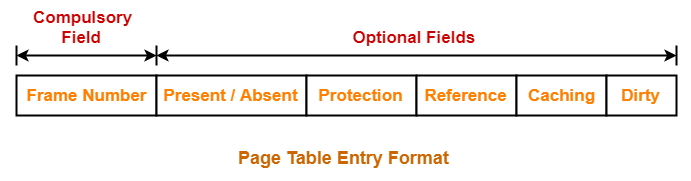 Compulsory
Field
Optional Fields
Frame Number
Present / Absent
Protection
Reference
Caching
Dirty
Page Table Entry Format